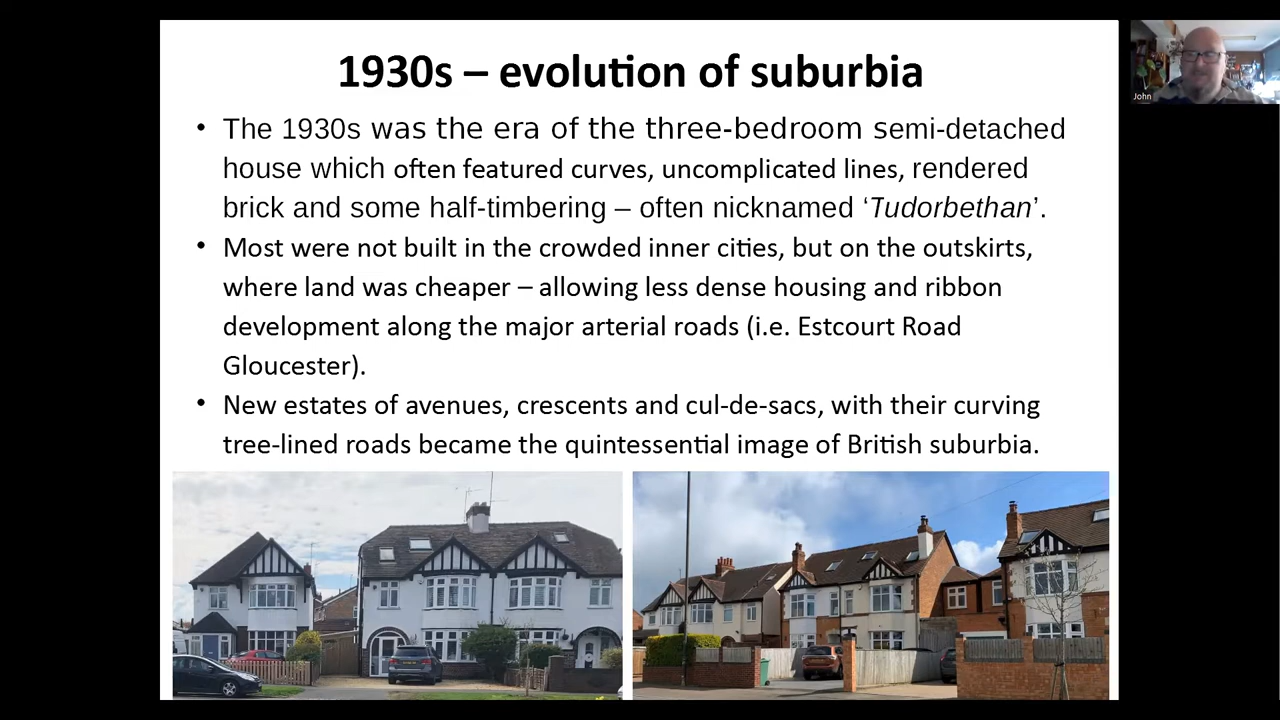 1930s – evolution of suburbia
• The 1930s was the era of the three-bedroom semi-detached
house which often featured curves, uncomplicated lines, rendered
brick and some half-timbering – often nicknamed ‘Tudorbethan’.
• Most were not built in the crowded inner cities, but on the outskirts,
where land was cheaper – allowing less dense housing and ribbon
development along the major arterial roads (i.e. Estcourt Road
Gloucester).
• New estates of avenues, crescents and cul-de-sacs, with their curving
tree-lined roads became the quintessential image of British suburbia.
John